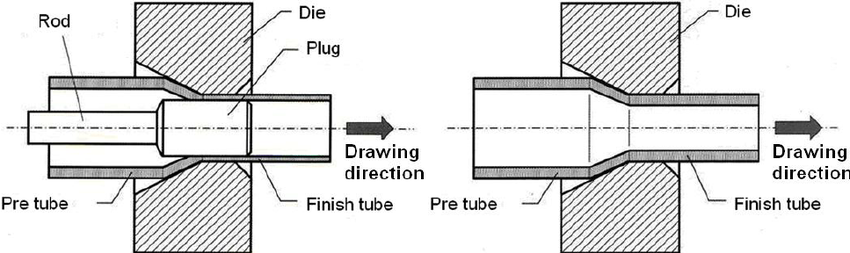 Rod
Die
Plug
Drawing
direction
Pre tube
Finish tube
Die
Drawing
direction
Pre tube
Finish tube